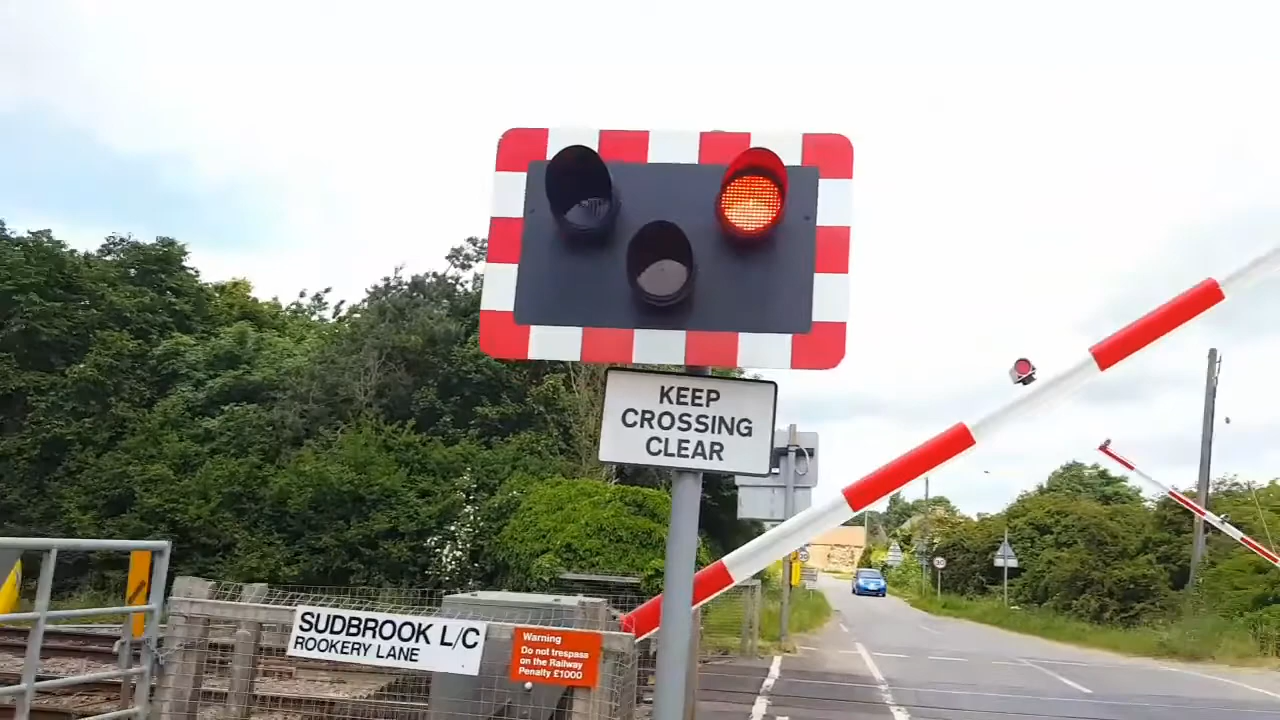 KEEP
CROSSING
CLEAR
SUDBROOK L/C
ROOKERY LANE
Warning
Do not trespass
on the Railway
Penalty £1000